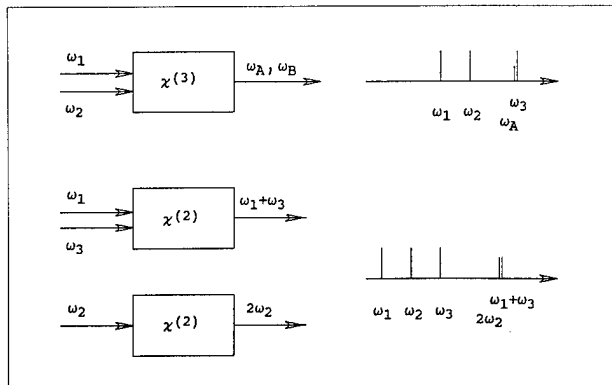 ω1
χ(3)
ωA, ωB
ω2
ω1 ω2 ω3
ωA
ω1
χ(2)
ω1+ω3
ω3
ω1 ω2 ω3 ω1+ω3
2ω2
ω2
χ(2)
2ω2